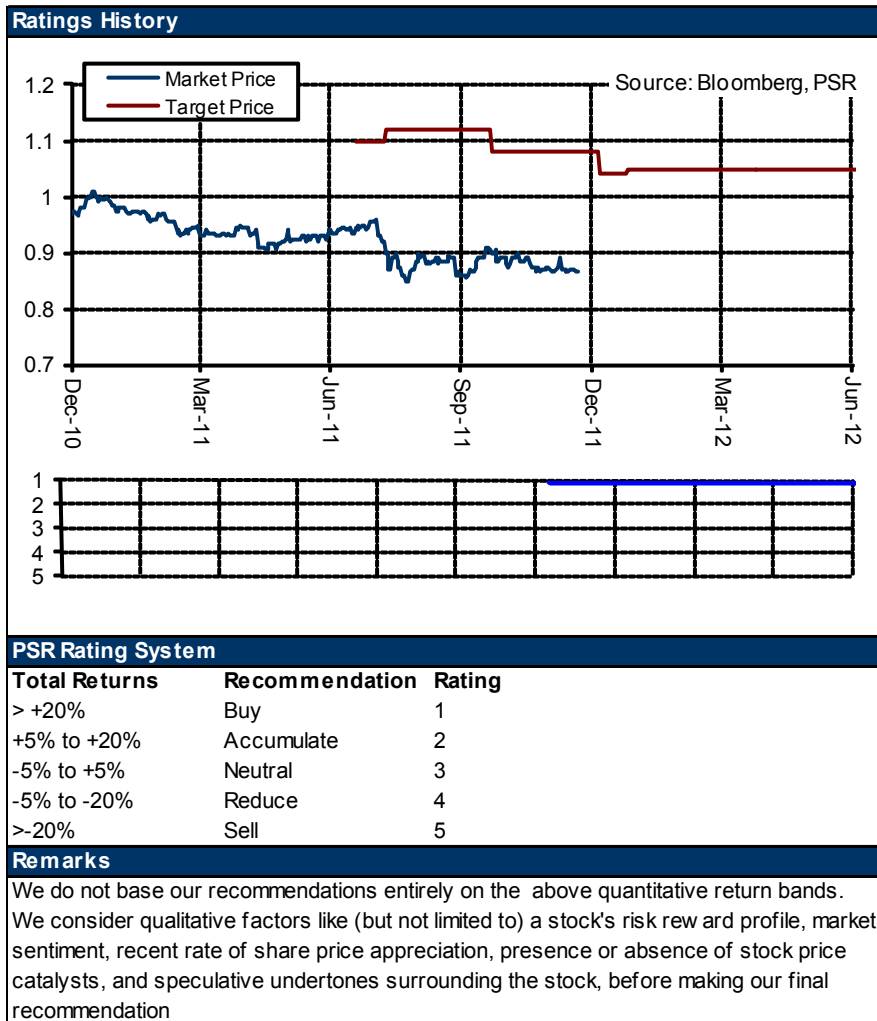 Ratings History
Market Price
Target Price
Source: Bloomberg, PSR
1.2
1.1
1
0.9
0.8
0.7
Dec-10
Mar-11
Jun-11
Sep-11
Dec-11
Mar-12
Jun-12
1
2
3
4
5
PSR Rating System
Total Returns Recommendation Rating
> +20% Buy 1
+5% to +20% Accumulate 2
-5% to +5% Neutral 3
-5% to -20% Reduce 4
>-20% Sell 5
Remarks
We do not base our recommendations entirely on the above quantitative return bands.
We consider qualitative factors like (but not limited to) a stock's risk reward profile, market
sentiment, recent rate of share price appreciation, presence or absence of stock price
catalysts, and speculative undertones surrounding the stock, before making our final
recommendation